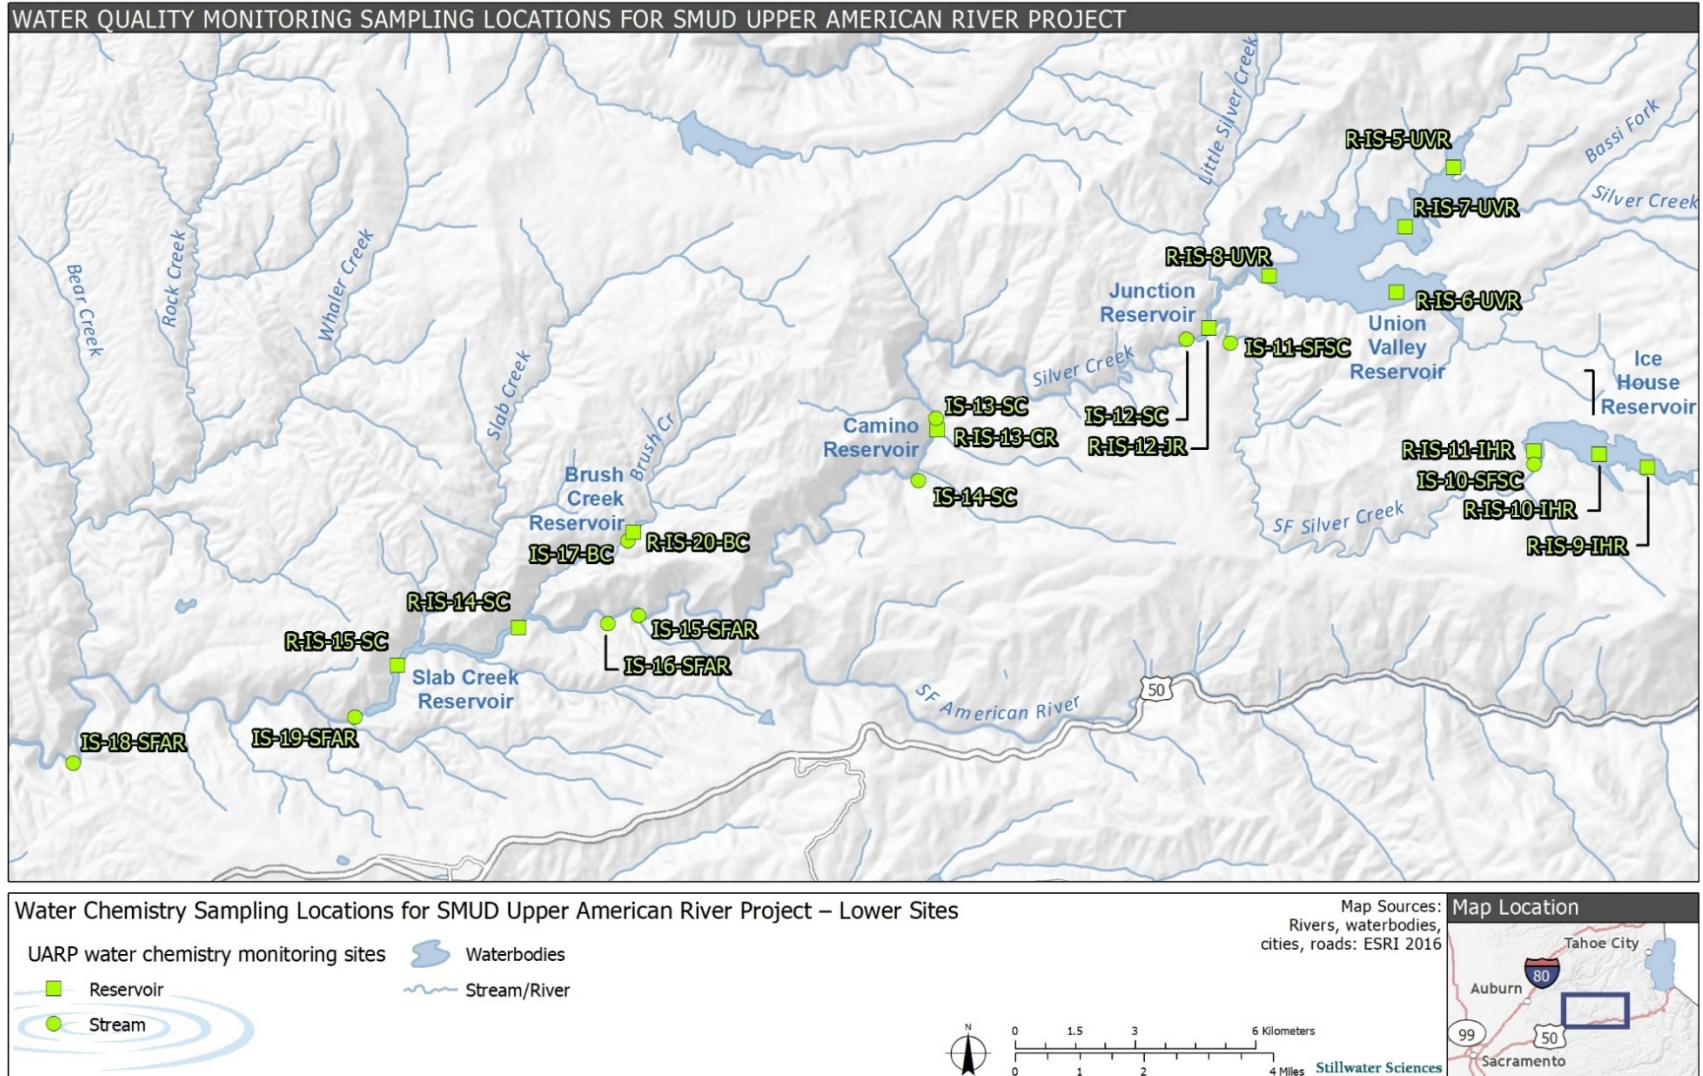 WATER QUALITY MONITORING SAMPLING LOCATIONS FOR SMUD UPPER AMERICAN RIVER PROJECT
Little Silver Creek
R-IS-5-UVR
Bassi Fork
Silver Creek
R-IS-7-UVR
Bear Creek
Rock Creek
Whaler Creek
R-IS-8-UVR
Junction
Reservoir
R-IS-6-UVR
Union
Valley
Reservoir
IS-11-SFSC
Ice
House
Reservoir
Slab Creek
Silver Creek
IS-12-SC
R-IS-12-JR
IS-13-SC
R-IS-13-CR
Camino
Reservoir
Brush Cr
R-IS-11-IHR
IS-10-SFSC
R-IS-10-IHR
R-IS-9-IHR
IS-14-SC
SF Silver Creek
Brush
Creek
Reservoir
R-IS-20-BC
IS-17-BC
R-IS-14-SC
R-IS-15-SC
IS-15-SFAR
IS-16-SFAR
Slab Creek
Reservoir
SF American River
50
IS-19-SFAR
IS-18-SFAR
Water Chemistry Sampling Locations for SMUD Upper American River Project – Lower Sites
UARP water chemistry monitoring sites
Reservoir
Stream
Waterbodies
Stream/River
Map Sources:
Rivers, waterbodies,
cities, roads: ESRI 2016
N
0 1.5 3 6 Kilometers
0 1 2 4 Miles
Stillwater Sciences
Map Location
Tahoe City
80
Auburn
99
50
Sacramento